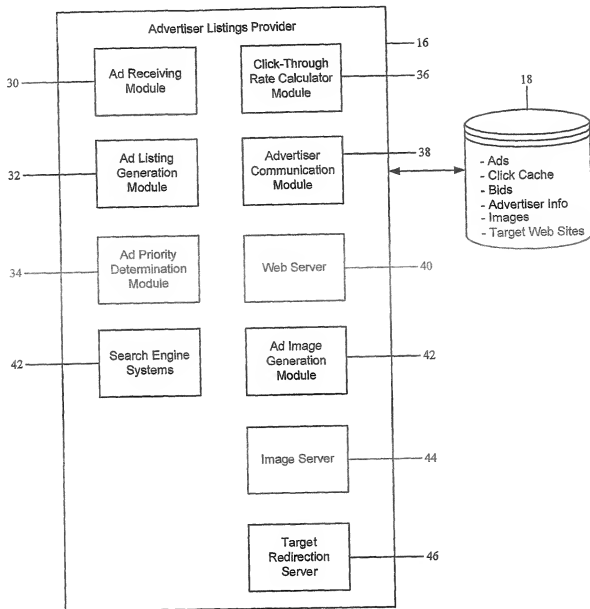 Advertiser Listings Provider
16
30
Ad Receiving
Module
Click-Through
Rate Calculator
Module
36
18
32
Ad Listing
Generation
Module
Advertiser
Communication
Module
38
- Ads
- Click Cache
- Bids
- Advertiser Info
- Images
- Target Web Sites
34
Ad Priority
Determination
Module
Web Server
40
42
Search Engine
Systems
Ad Image
Generation
Module
42
Image Server
44
Target
Redirection
Server
46